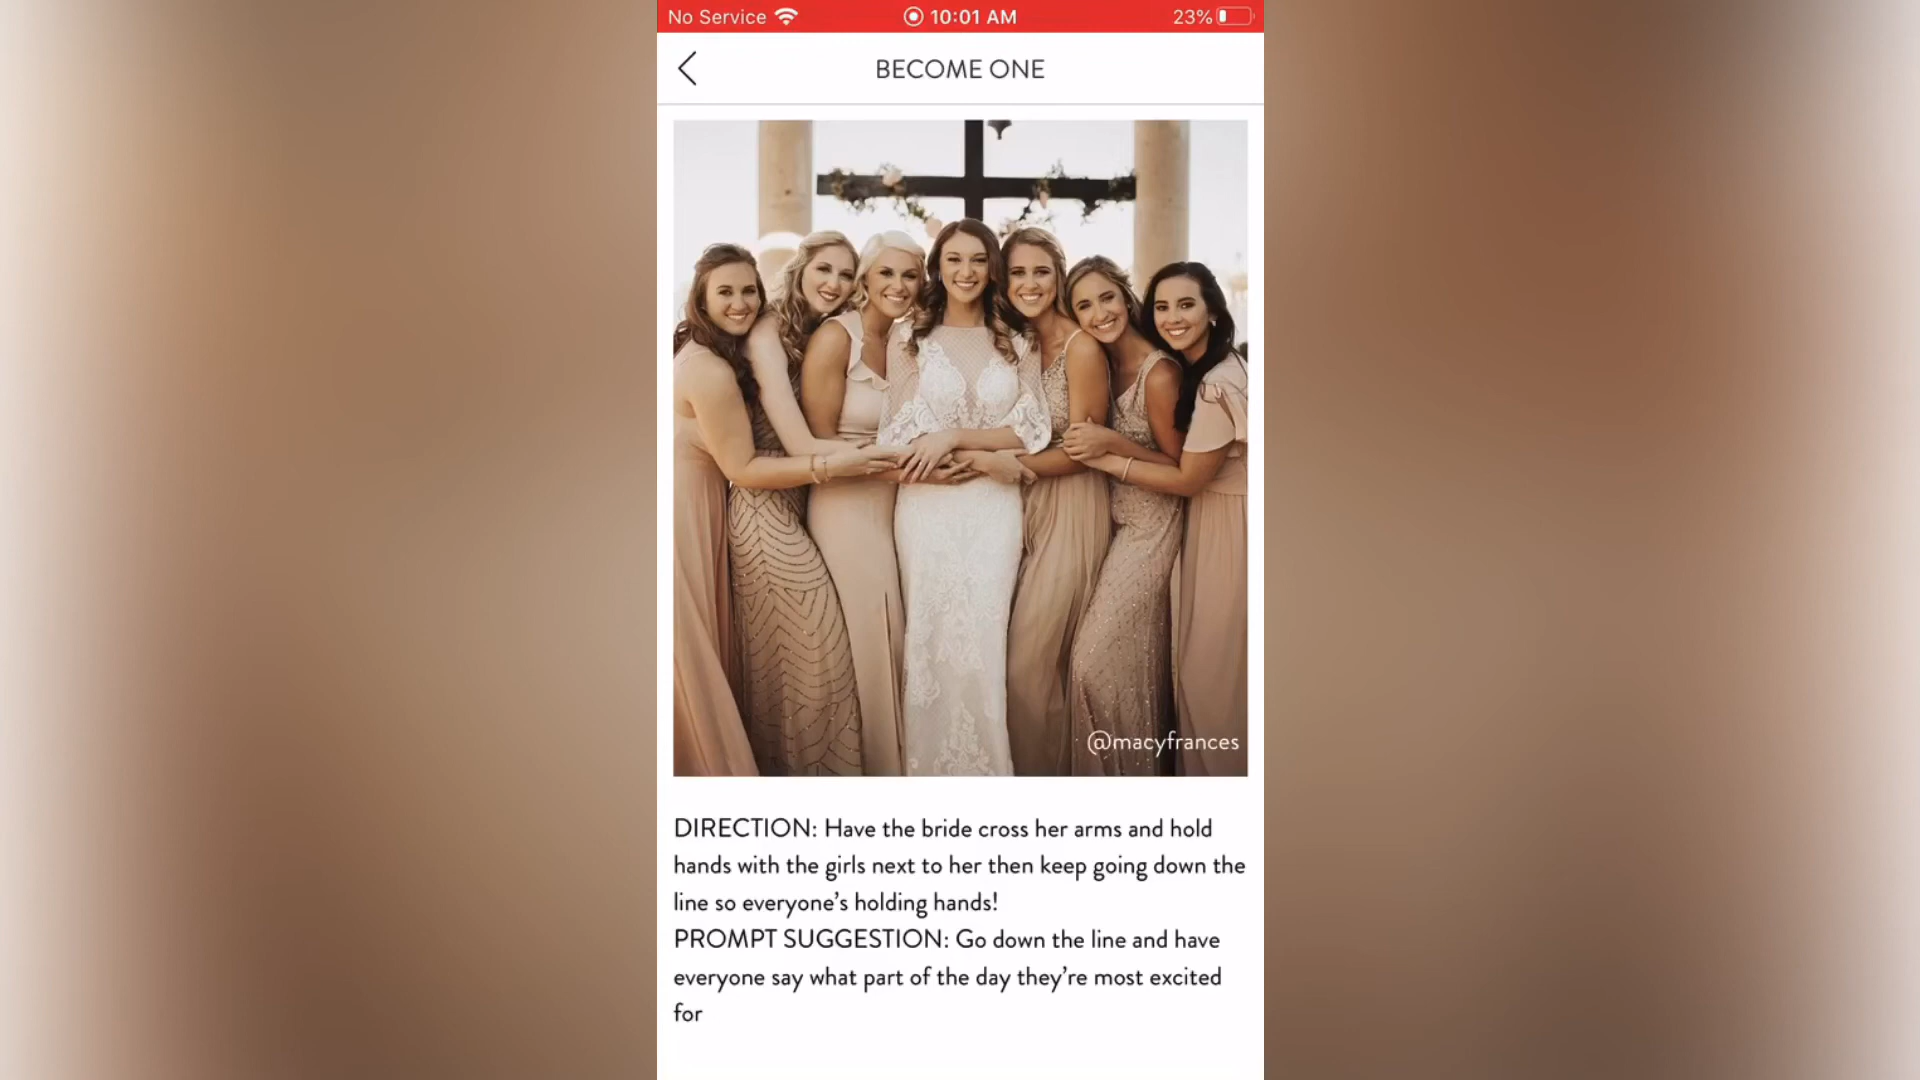 No Service 10:01 AM 23%
BECOME ONE
@macyfrances
DIRECTION: Have the bride cross her arms and hold
hands with the girls next to her then keep going down the
line so everyone’s holding hands!
PROMPT SUGGESTION: Go down the line and have
everyone say what part of the day they’re most excited
for